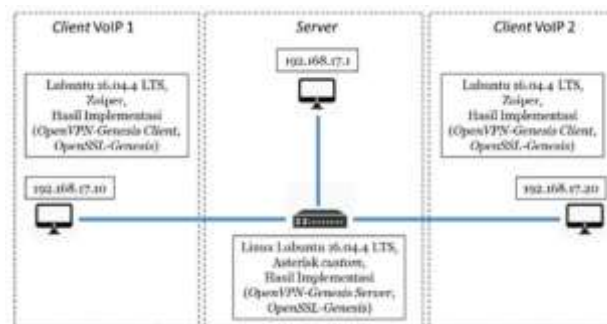 Client VoIP 1
Server
Client VoIP 2
192.168.17.1
Lubuntu 16.04.4 LTS,
Zoiper,
Hasil Implementasi
(OpenVPN-Genesis Client,
OpenSSL-Genesis)
Lubuntu 16.04.4 LTS,
Zoiper,
Hasil Implementasi
(OpenVPN-Genesis Client,
OpenSSL-Genesis)
192.168.17.10
192.168.17.20
Linux Lubuntu 16.04.4 LTS,
Asterisk custom,
Hasil Implementasi
(OpenVPN-Genesis Server,
OpenSSL-Genesis)